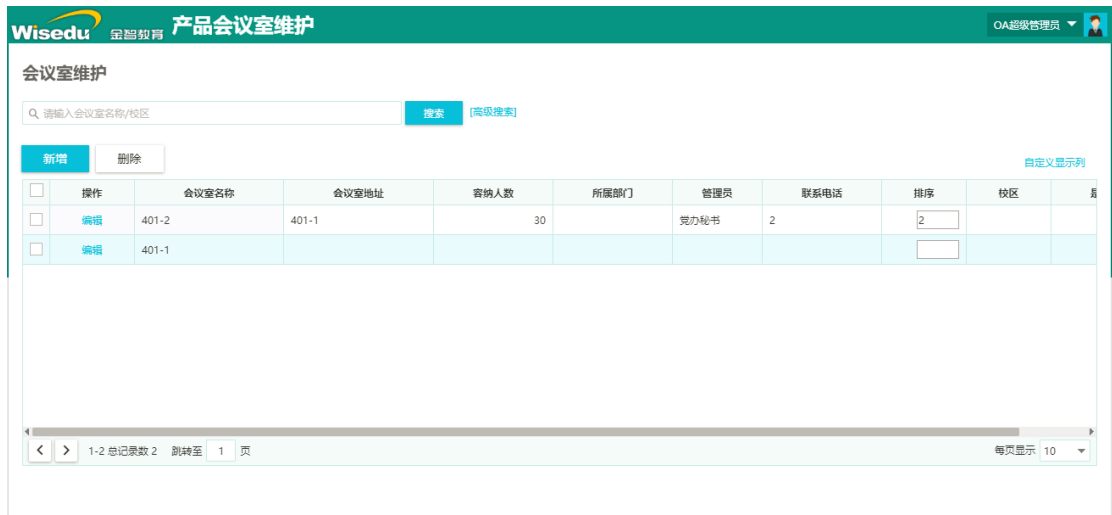 Wisedu 金智教育 产品会议室维护 OA超级管理员
会议室维护
请输入会议室名称/校区 搜索 [高级搜索]
新增 删除 自定义显示列
操作 会议室名称 会议室地址 容纳人数 所属部门 管理员 联系电话 排序 校区
编辑 401-2 401-1 30 党办秘书 2 2
编辑 401-1
1-2 总记录数 2 跳转至 1 页 每页显示 10